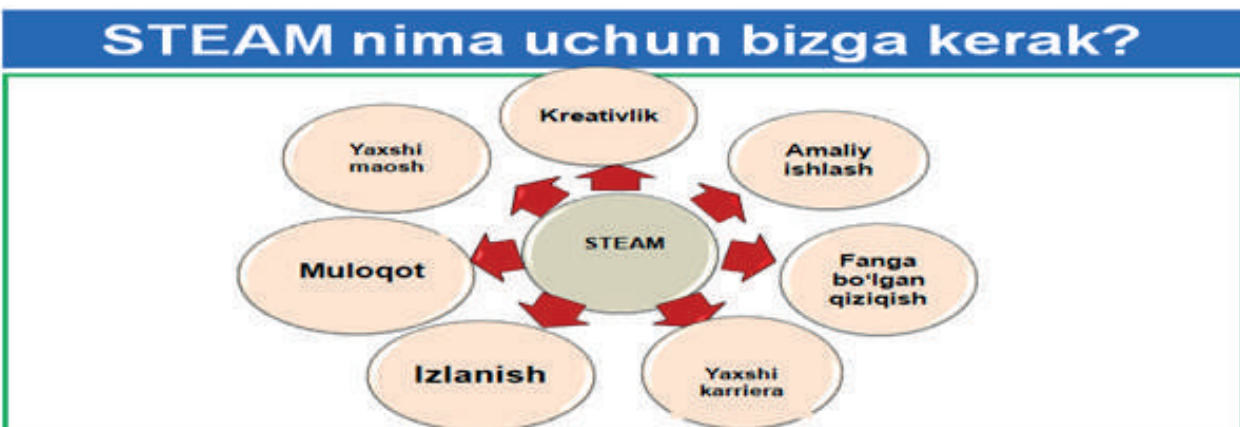 STEAM nima uchun bizga kerak?
Kreativlik
Yaxshi
maosh
Amaliy
ishlash
STEAM
Muloqot
Fanga
bo‘lgan
qiziqish
Izlanish
Yaxshi
karriera